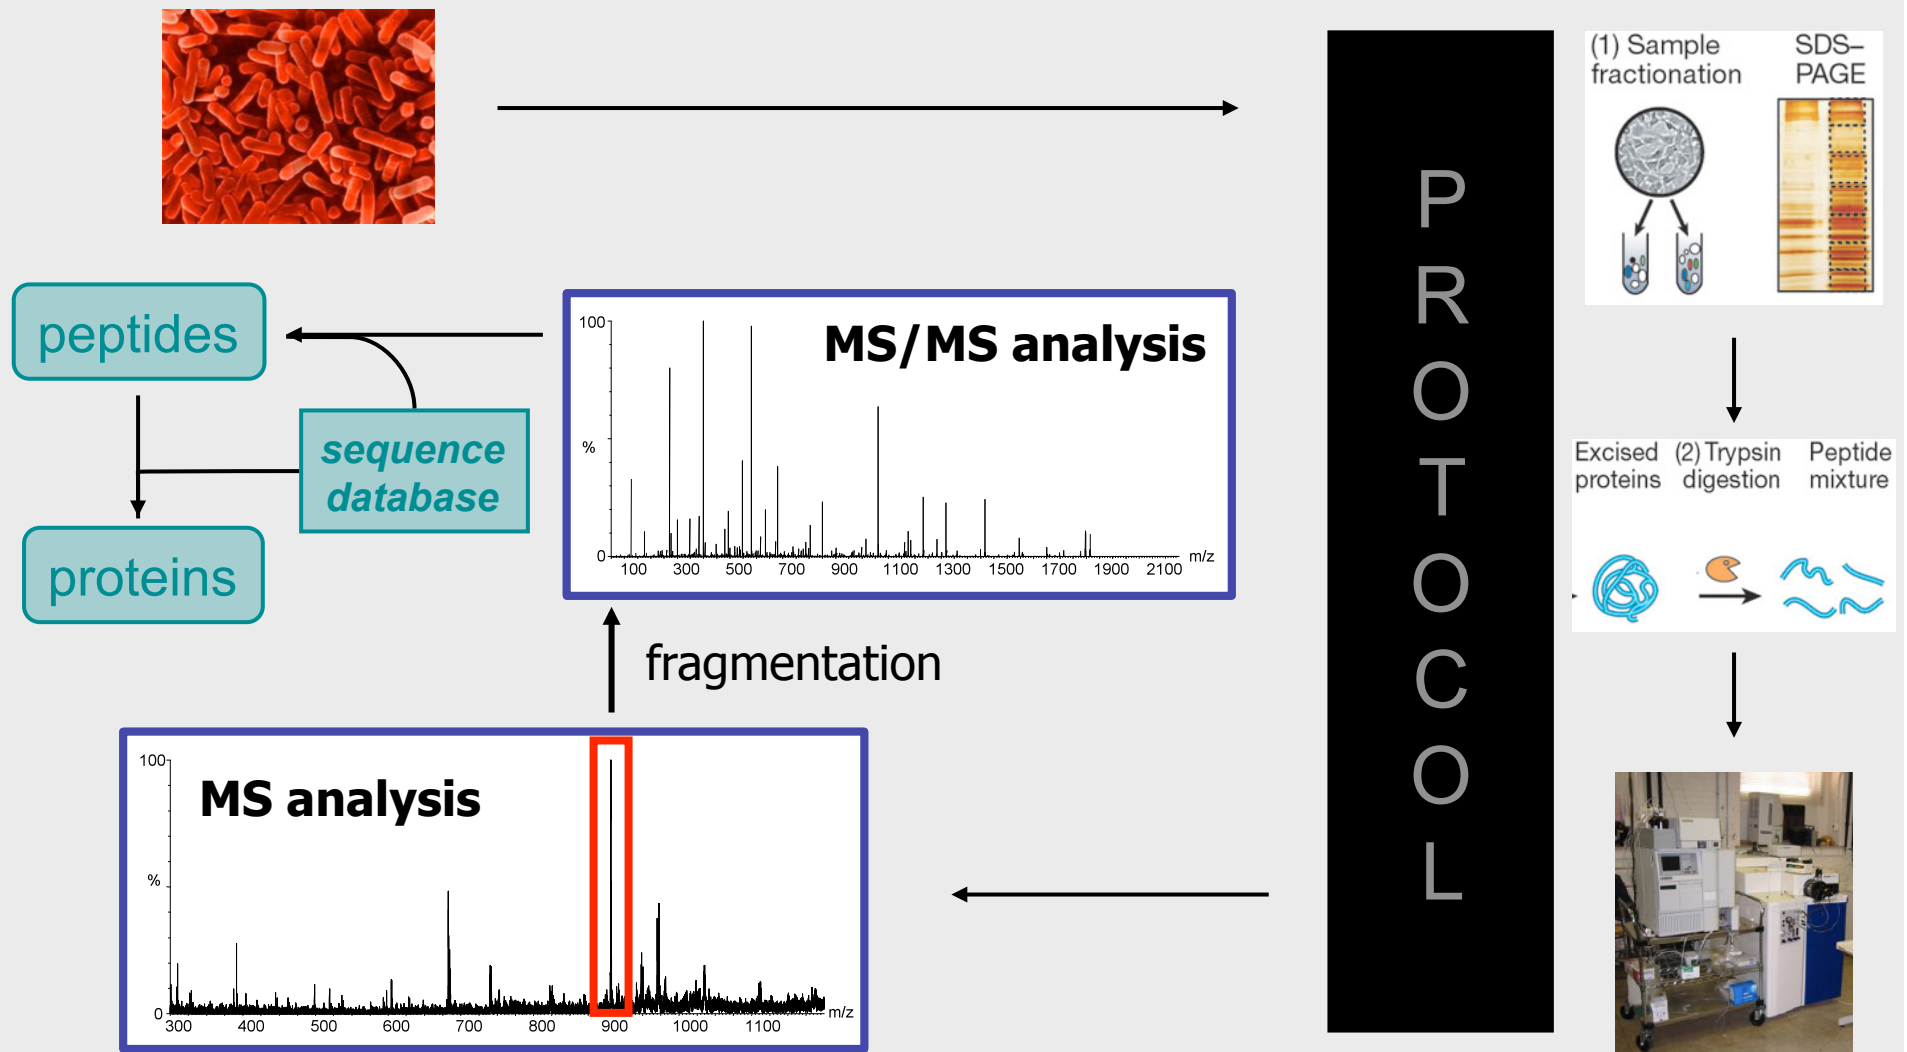 (1) Sample
fractionation
SDS–
PAGE
P
R
O
T
O
C
O
L
peptides
sequence
database
proteins
MS/MS analysis
100
%
0
100 300 500 700 900 1100 1300 1500 1700 1900 2100
m/z
Excised
proteins
(2) Trypsin
digestion
Peptide
mixture
fragmentation
MS analysis
100
%
0
300 400 500 600 700 800 900 1000 1100
m/z